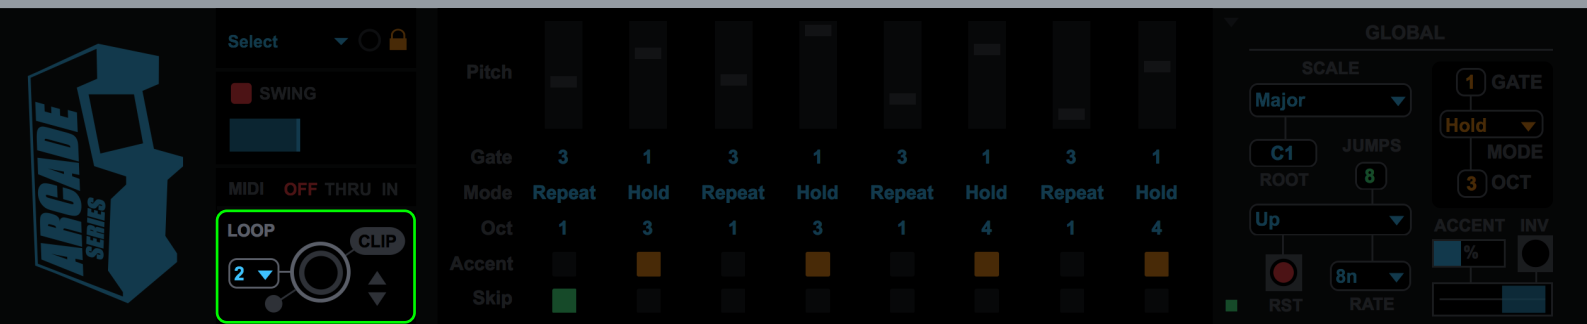 ARCADE
SERIES
Select
SWING
MIDI OFF THRU IN
LOOP
CLIP
2
Pitch
Gate 3 1 3 1 3 1 3 1
Mode Repeat Hold Repeat Hold Repeat Hold Repeat Hold
Oct 1 3 1 3 1 4 1 4
Accent
Skip
GLOBAL
SCALE
Major
C1
ROOT
JUMPS
8
Up
RST
8n
RATE
1 GATE
Hold
MODE
3 OCT
ACCENT INV
%